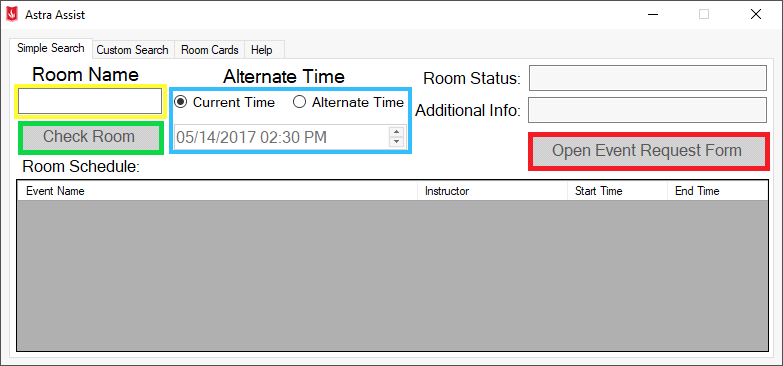 Astra Assist
Simple Search Custom Search Room Cards Help
Room Name Alternate Time Room Status:
Current Time Alternate Time Additional Info:
Check Room 05/14/2017 02:30 PM Open Event Request Form
Room Schedule:
Event Name Instructor Start Time End Time